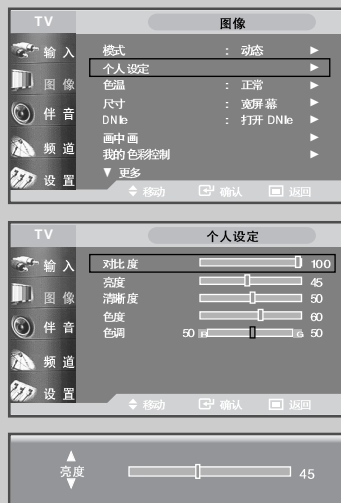 TV 图像
输入
图像
伴音
频道
设置
模式 : 动态 ►
个人设定 ►
色温 : 正常 ►
尺寸 : 宽屏幕 ►
DNIe : 打开 DNIe ►
画中画 ►
我的色彩控制 ►
▼ 更多
移动 确认 返回
TV 个人设定
输入
图像
伴音
频道
设置
对比度 100
亮度 45
清晰度 50
色度 60
色调 50 R G 50
移动 确认 返回
▲
亮度 45
▼